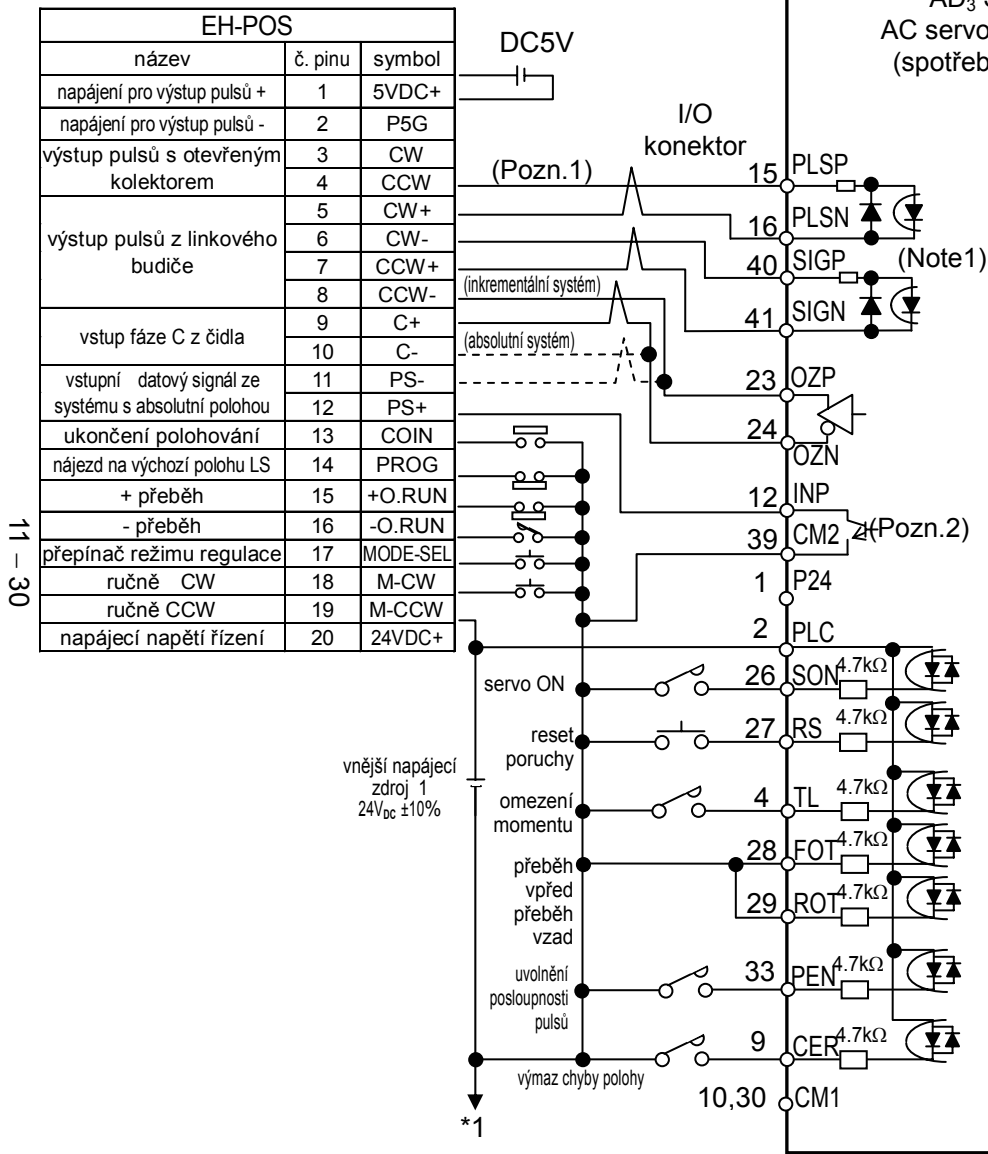 EH-POS
název č. pinu symbol
napájení pro výstup pulsů + 1 5VDC+
napájení pro výstup pulsů - 2 P5G
výstup pulsů s otevřeným kolektorem 3 CW
4 CCW
výstup pulsů z linkového budiče 5 CW+
6 CW-
7 CCW+
8 CCW-
vstup fáze C z čidla 9 C+
10 C-
vstupní datový signál ze systému s absolutní polohou 11 PS-
12 PS+
ukončení polohování 13 COIN
nájezd na výchozí polohu LS 14 PROG
+ přeběh 15 +O.RUN
- přeběh 16 -O.RUN
přepínač režimu regulace 17 MODE-SEL
ručně CW 18 M-CW
ručně CCW 19 M-CCW
napájecí napětí řízení 20 24VDC+
11 – 30
DC5V
AC servo
(spotřeb
I/O
konektor
(Pozn.1)
15 PLSP
16 PLSN
40 SIGP
(Note1)
41 SIGN
(inkrementální systém)
(absolutní systém)
23 OZP
24 OZN
12 INP
39 CM2
(Pozn.2)
1 P24
2 PLC
servo ON 26 SON 4.7kΩ
reset
poruchy
27 RS 4.7kΩ
vnější napájecí
zdroj 1
24VDC ±10%
omezení
momentu
4 TL 4.7kΩ
přeběh
vpřed
28 FOT 4.7kΩ
přeběh
vzad
29 ROT 4.7kΩ
uvolnění
posloupnosti
pulsů
33 PEN 4.7kΩ
9 CER 4.7kΩ
výmaz chyby polohy
10,30 CM1
*1